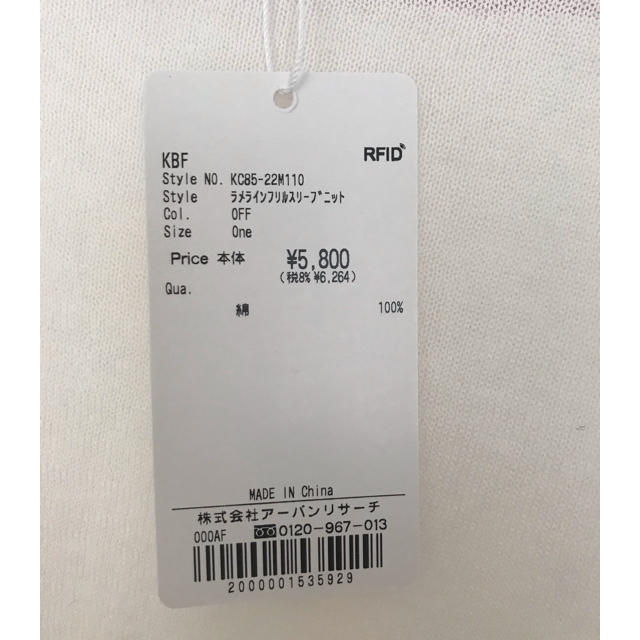 KBF
RFID
Style NO. KC85-22M110
Style ラメラインフリルスリーブニット
Col. OFF
Size One
Price 本体 ¥5,800
(税8% ¥6,264)
Qua.
綿 100%
MADE IN China
株式会社アーバンリサーチ
000AF 0120-967-013
2000001535929